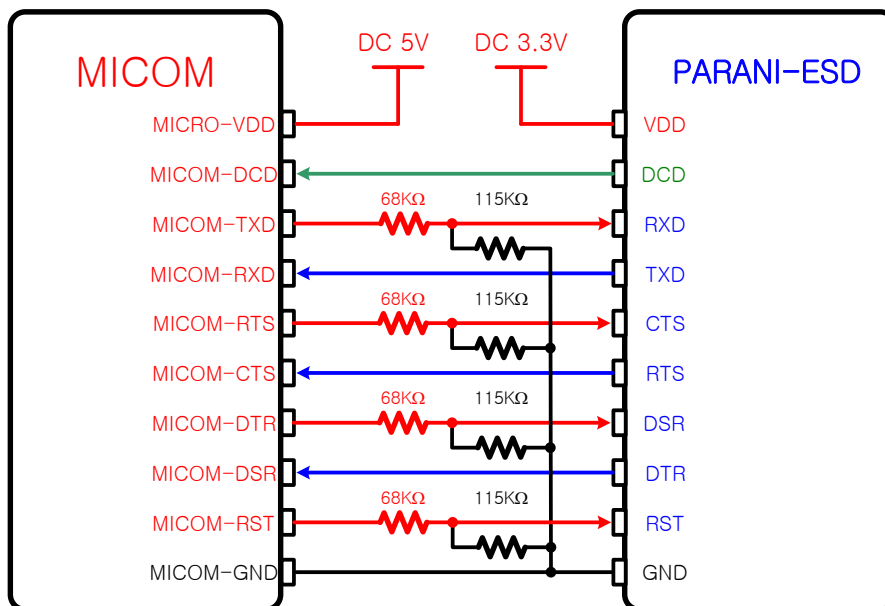 DC 5V DC 3.3V
MICOM PARANI-ESD
MICRO-VDD VDD
MICOM-DCD DCD
68KΩ 115KΩ
MICOM-TXD RXD
MICOM-RXD TXD
68KΩ 115KΩ
MICOM-RTS CTS
MICOM-CTS RTS
68KΩ 115KΩ
MICOM-DTR DSR
MICOM-DSR DTR
68KΩ 115KΩ
MICOM-RST RST
MICOM-GND GND